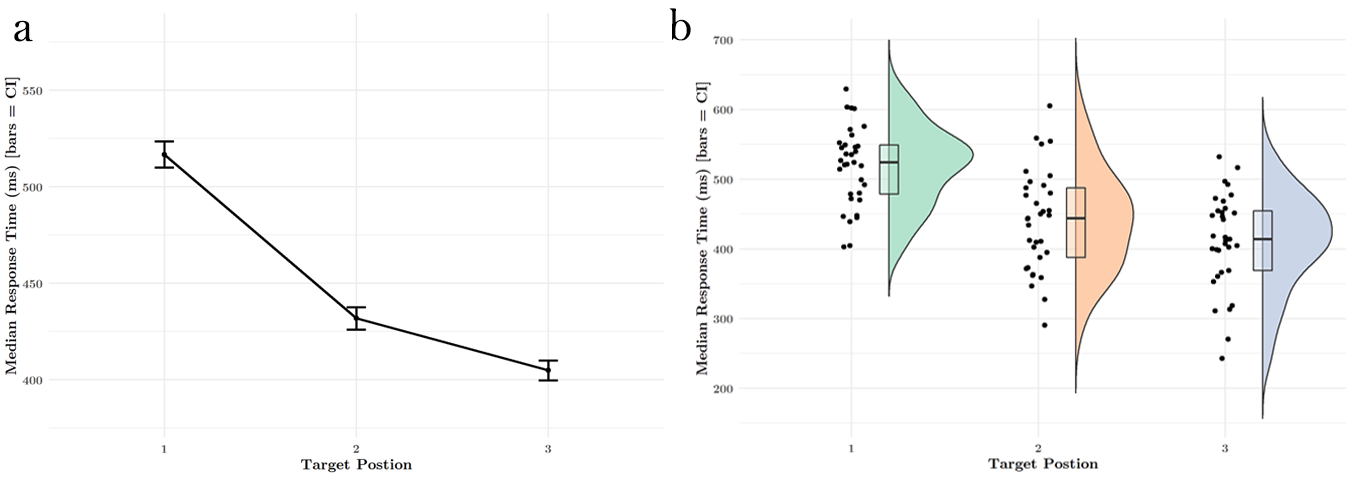 a
Median Response Time (ms) [bars = CI]
550
500
450
400
1
2
3
Target Postion
b
Median Response Time (ms) [bars = CI]
700
600
500
400
300
200
1
2
3
Target Postion